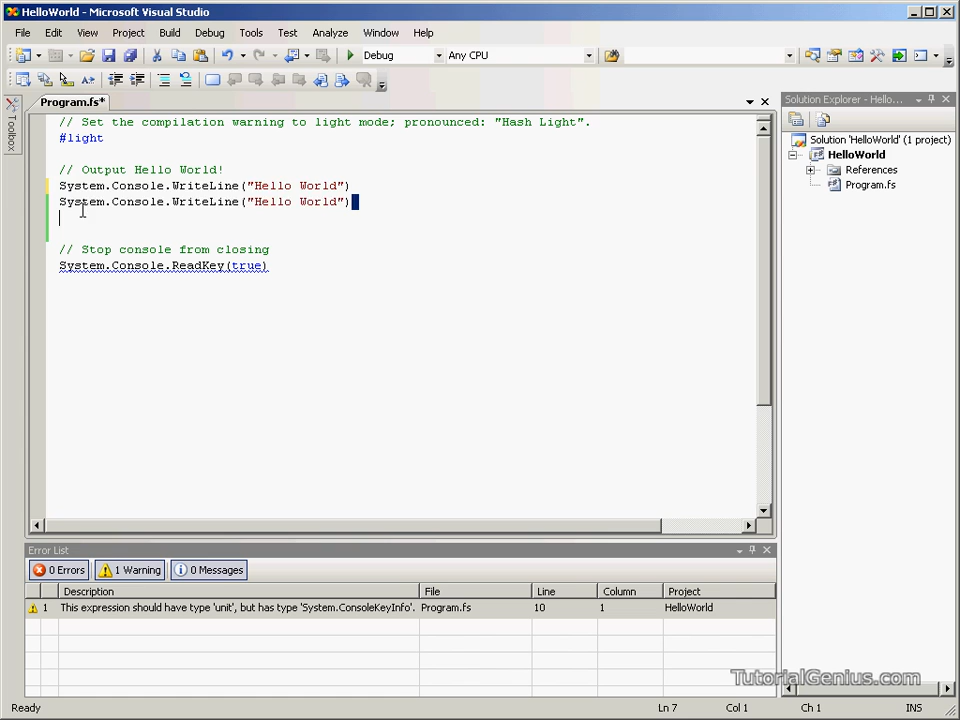 HelloWorld - Microsoft Visual Studio
File Edit View Project Build Debug Tools Test Analyze Window Help
Debug Any CPU
Program.fs*
Toolbox
// Set the compilation warning to light mode; pronounced: "Hash Light".
#light
// Output Hello World!
System.Console.WriteLine("Hello World")
System.Console.WriteLine("Hello World")
// Stop console from closing
System.Console.ReadKey(true)
Solution Explorer - Hello...
Solution 'HelloWorld' (1 project)
HelloWorld
References
Program.fs
Error List
0 Errors 1 Warning 0 Messages
Description File Line Column Project
1 This expression should have type 'unit', but has type 'System.ConsoleKeyInfo'. Program.fs 10 1 HelloWorld
TutorialGenius.com
Ready Ln 7 Col 1 Ch 1 INS